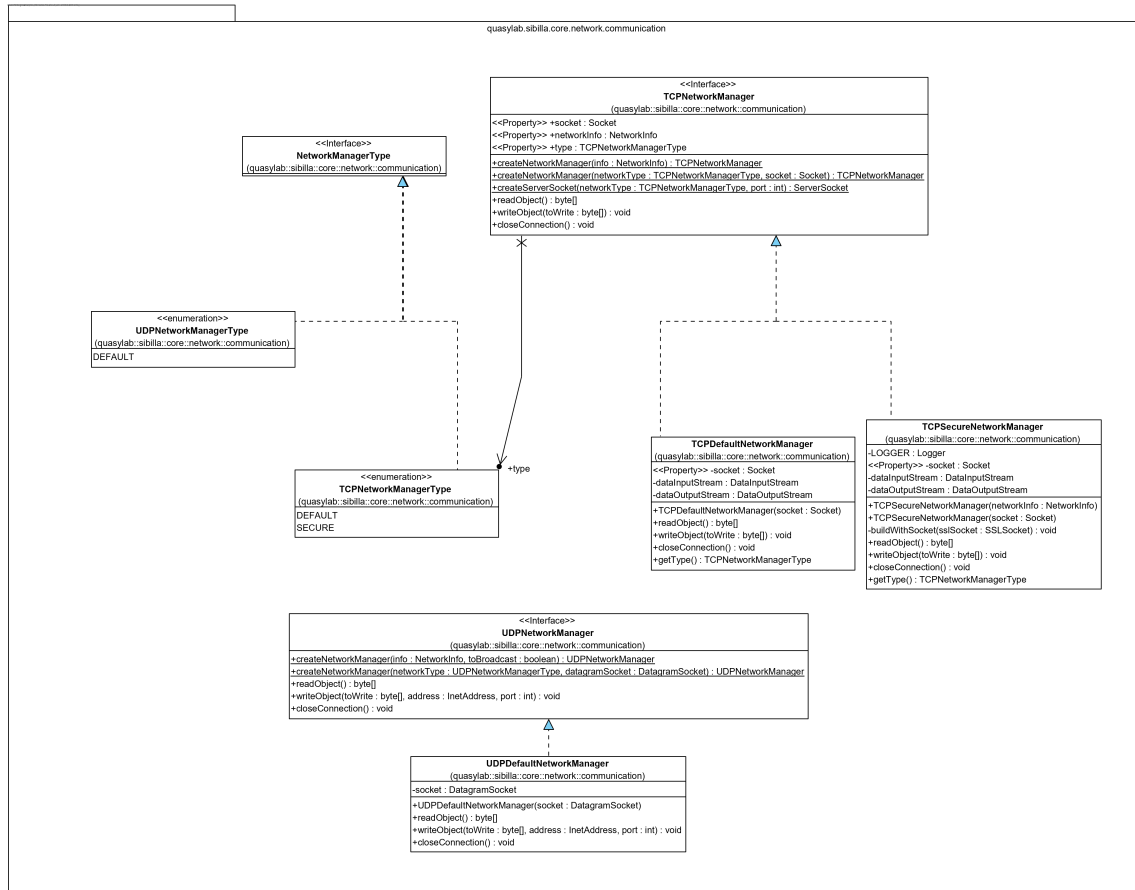 quasylab.sibilla.core.network.communication
<<Interface>>
TCPNetworkManager
(quasylab::sibilla::core::network::communication)
<<Property>> +socket : Socket
<<Property>> +networkInfo : NetworkInfo
<<Property>> +type : TCPNetworkManagerType
+createNetworkManager(info : NetworkInfo) : TCPNetworkManager
+createNetworkManager(networkType : TCPNetworkManagerType, socket : Socket) : TCPNetworkManager
+createServerSocket(networkType : TCPNetworkManagerType, port : int) : ServerSocket
+readObject() : byte[]
+writeObject(toWrite : byte[]) : void
+closeConnection() : void
<<Interface>>
NetworkManagerType
(quasylab::sibilla::core::network::communication)
<<enumeration>>
UDPNetworkManagerType
(quasylab::sibilla::core::network::communication)
DEFAULT
+type
<<enumeration>>
TCPNetworkManagerType
(quasylab::sibilla::core::network::communication)
DEFAULT
SECURE
TCPDefaultNetworkManager
(quasylab::sibilla::core::network::communication)
<<Property>> -socket : Socket
-dataInputStream : DataInputStream
-dataOutputStream : DataOutputStream
+TCPDefaultNetworkManager(socket : Socket)
+readObject() : byte[]
+writeObject(toWrite : byte[]) : void
+closeConnection() : void
+getType() : TCPNetworkManagerType
TCPSecureNetworkManager
(quasylab::sibilla::core::network::communication)
-LOGGER : Logger
<<Property>> -socket : Socket
-dataInputStream : DataInputStream
-dataOutputStream : DataOutputStream
+TCPSecureNetworkManager(networkInfo : NetworkInfo)
+TCPSecureNetworkManager(socket : Socket)
-buildWithSocket(sslSocket : SSLSocket) : void
+readObject() : byte[]
+writeObject(toWrite : byte[]) : void
+closeConnection() : void
+getType() : TCPNetworkManagerType
<<Interface>>
UDPNetworkManager
(quasylab::sibilla::core::network::communication)
+createNetworkManager(info : NetworkInfo, toBroadcast : boolean) : UDPNetworkManager
+createNetworkManager(networkType : UDPNetworkManagerType, datagramSocket : DatagramSocket) : UDPNetworkManager
+readObject() : byte[]
+writeObject(toWrite : byte[], address : InetAddress, port : int) : void
+closeConnection() : void
UDPDefaultNetworkManager
(quasylab::sibilla::core::network::communication)
-socket : DatagramSocket
+UDPDefaultNetworkManager(socket : DatagramSocket)
+readObject() : byte[]
+writeObject(toWrite : byte[], address : InetAddress, port : int) : void
+closeConnection() : void